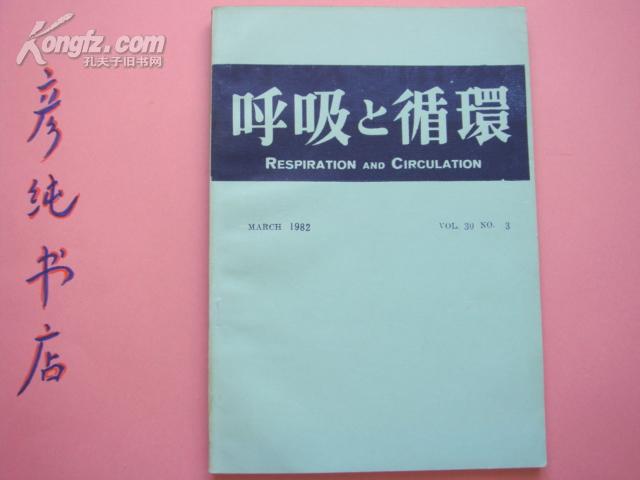 Kongfz.com
孔夫子旧书网
彦纯书店
呼吸と循環
RESPIRATION AND CIRCULATION
MARCH 1982 VOL. 30 NO. 3